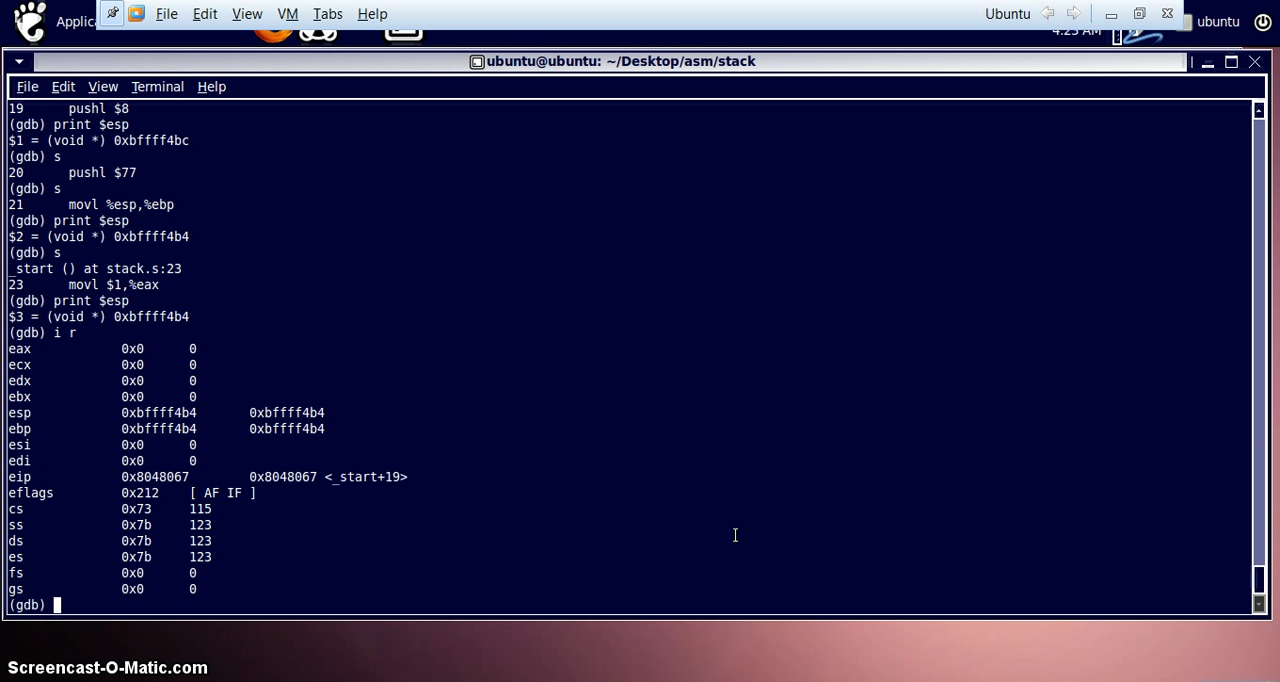 File Edit View VM Tabs Help Ubuntu
Applica ubuntu
4:23 AM
ubuntu@ubuntu: ~/Desktop/asm/stack
File Edit View Terminal Help
19 pushl $8
(gdb) print $esp
$1 = (void *) 0xbffff4bc
(gdb) s
20 pushl $77
(gdb) s
21 movl %esp,%ebp
(gdb) print $esp
$2 = (void *) 0xbffff4b4
(gdb) s
_start () at stack.s:23
23 movl $1,%eax
(gdb) print $esp
$3 = (void *) 0xbffff4b4
(gdb) i r
eax 0x0 0
ecx 0x0 0
edx 0x0 0
ebx 0x0 0
esp 0xbffff4b4 0xbffff4b4
ebp 0xbffff4b4 0xbffff4b4
esi 0x0 0
edi 0x0 0
eip 0x8048067 0x8048067 <_start+19>
eflags 0x212 [ AF IF ]
cs 0x73 115
ss 0x7b 123
ds 0x7b 123
es 0x7b 123
fs 0x0 0
gs 0x0 0
(gdb)
Screencast-O-Matic.com